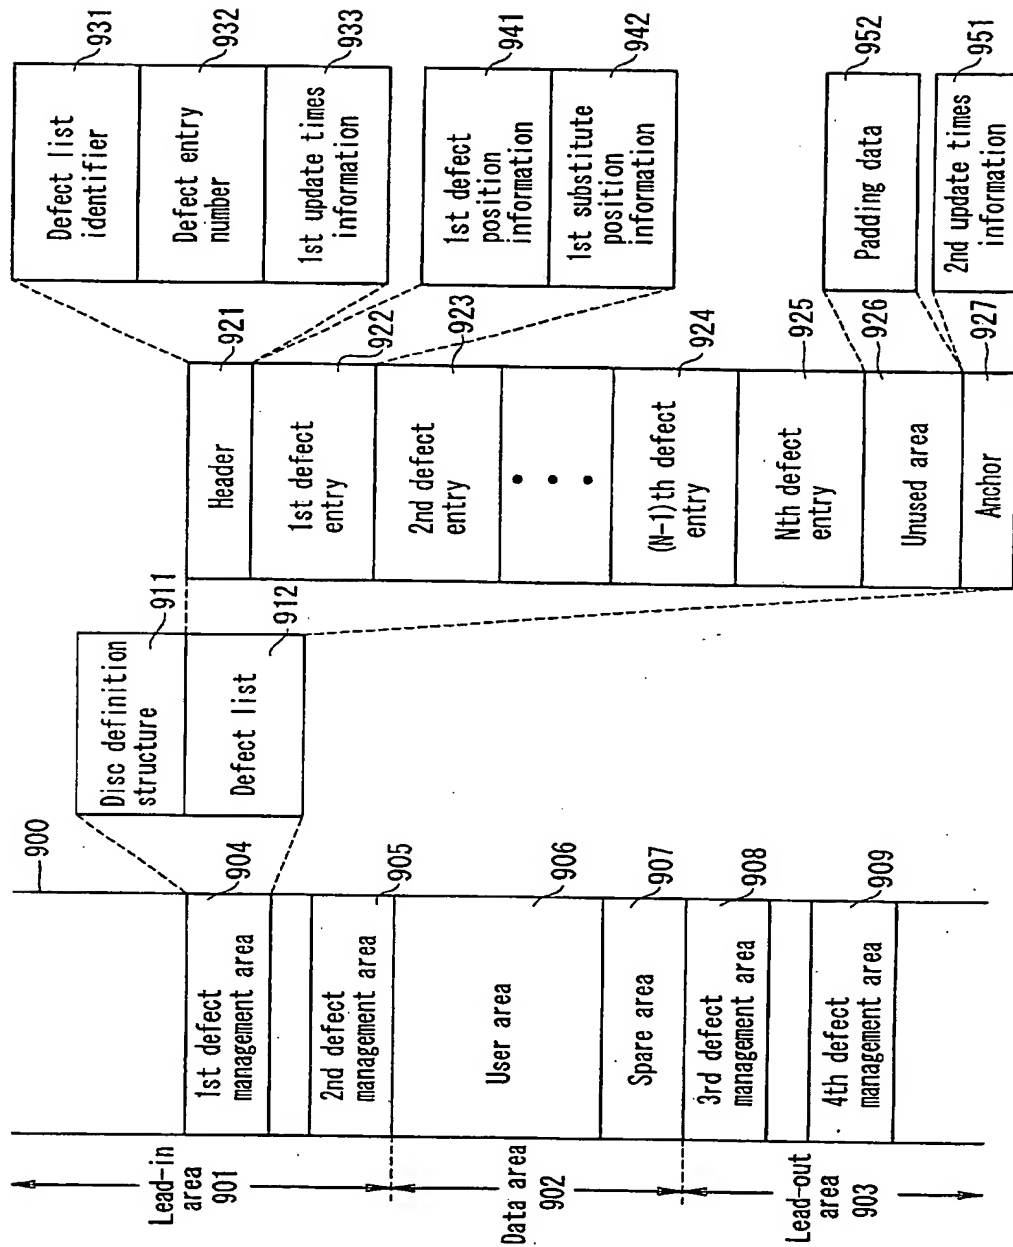 900
Lead-in
area
901
Data area
902
Lead-out
area
903
1st defect
management area
904
2nd defect
management area
905
User area
906
Spare area
907
3rd defect
management area
908
4th defect
management area
909
Disc definition
structure
911
Defect list
912
Header
921
1st defect
entry
922
2nd defect
entry
923
(N-1)th defect
entry
924
Nth defect
entry
925
Unused area
926
Anchor
927
Defect list
identifier
931
Defect entry
number
932
1st update times
information
933
1st defect
position
information
941
1st substitute
position
information
942
Padding data
952
2nd update times
information
951